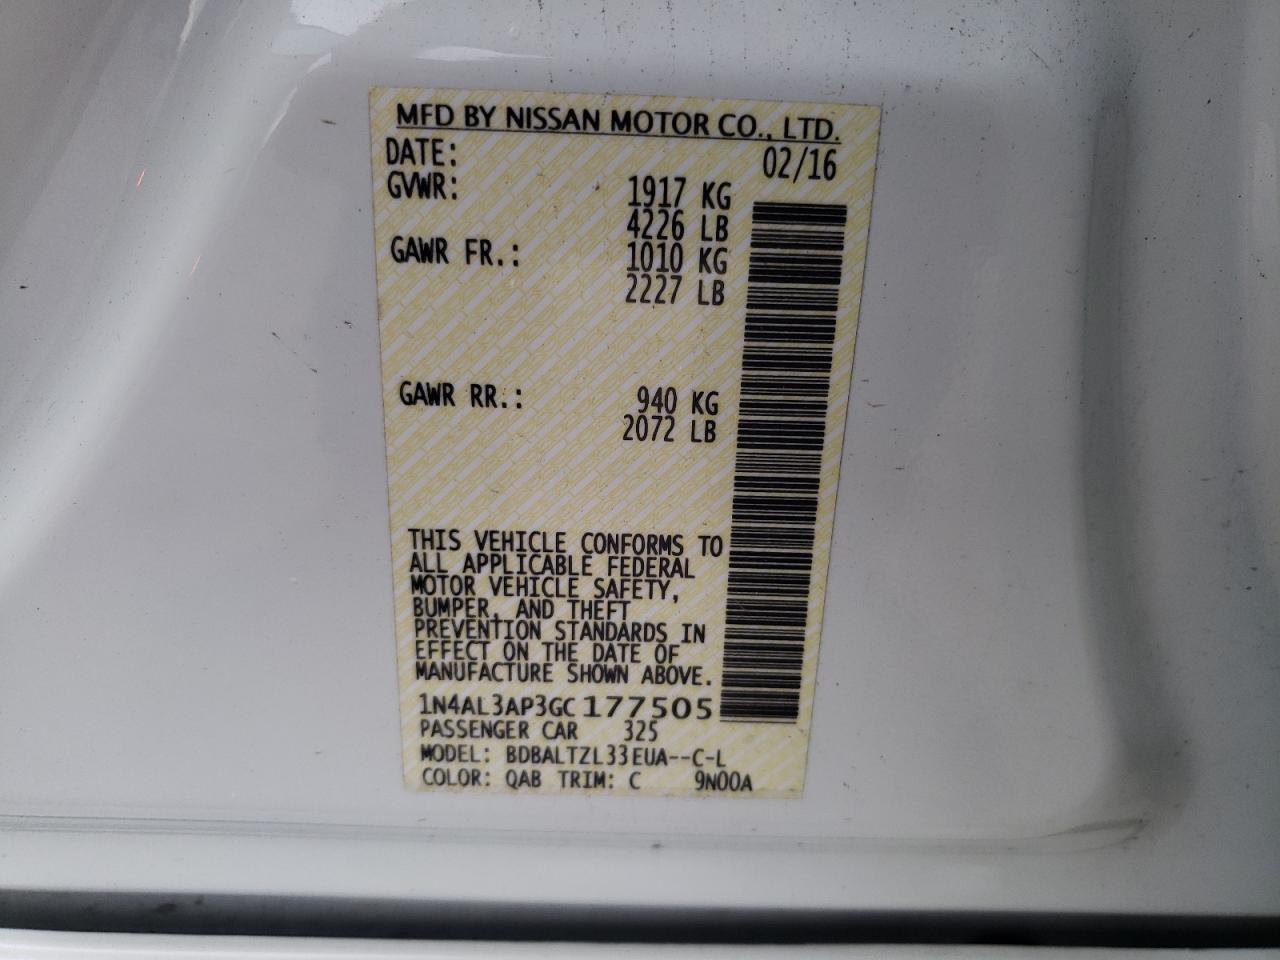 MFD BY NISSAN MOTOR CO., LTD.
DATE: 02/16
GVWR: 1917 KG
4226 LB
GAWR FR.: 1010 KG
2227 LB
GAWR RR.: 940 KG
2072 LB
THIS VEHICLE CONFORMS TO
ALL APPLICABLE FEDERAL
MOTOR VEHICLE SAFETY,
BUMPER, AND THEFT
PREVENTION STANDARDS IN
EFFECT ON THE DATE OF
MANUFACTURE SHOWN ABOVE.
1N4AL3AP3GC177505
PASSENGER CAR 325
MODEL: BDBALTZL33EUA--C-L
COLOR: QAB TRIM: C 9N00A